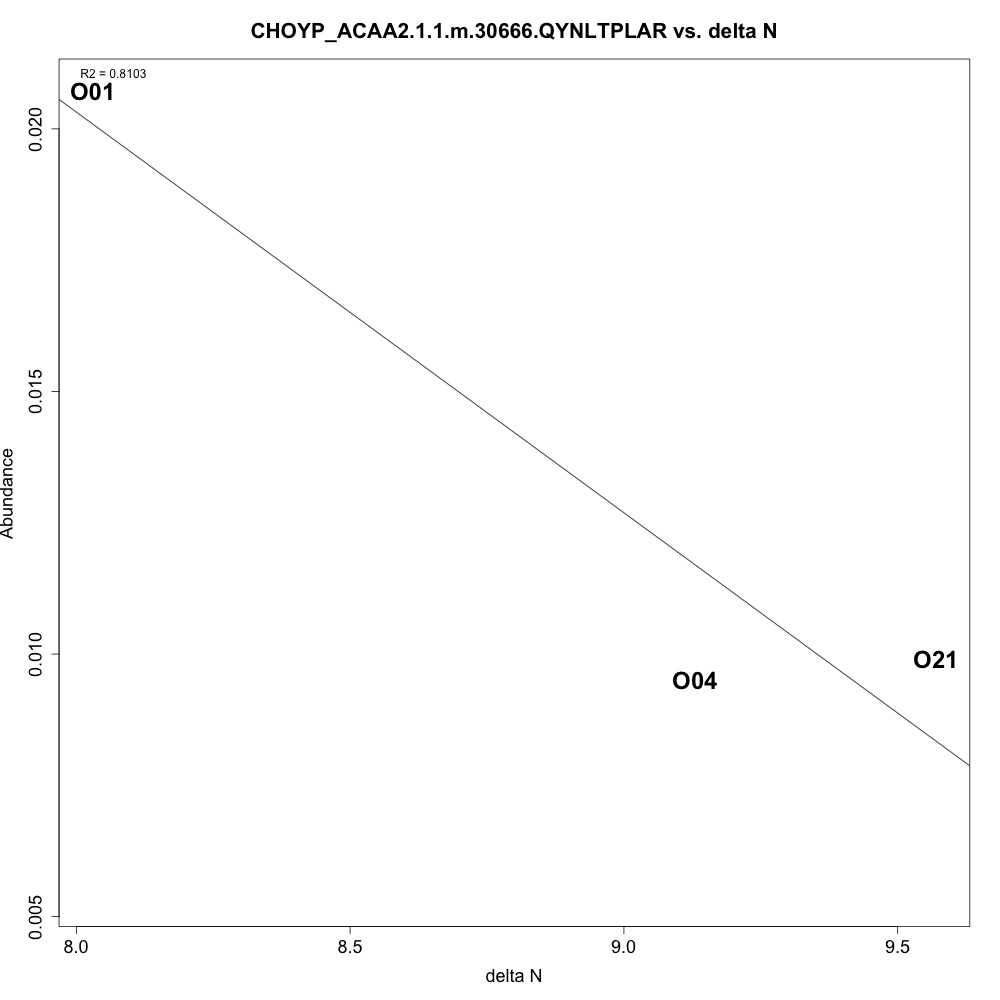 CHOYP_ACAA2.1.1.m.30666.QYNLTPLAR vs. delta N
R2 = 0.8103
O01
0.020
0.015
Abundance
0.010
O21
O04
0.005
8.0 8.5 9.0 9.5
delta N